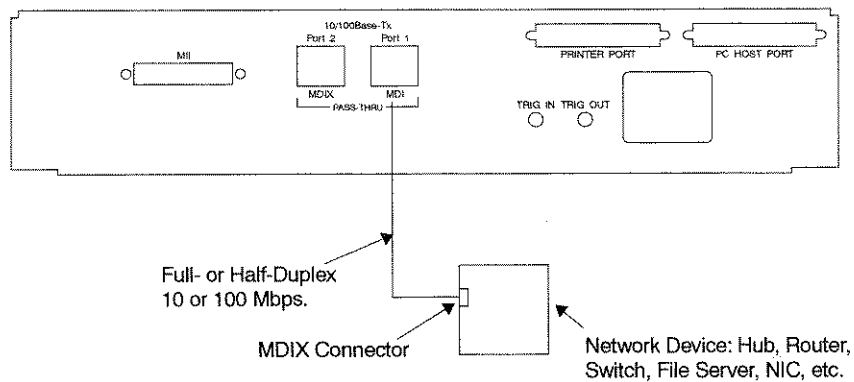 10/100Base-Tx
Port 2 Port 1
MII
MDIX MDI
PASS-THRU
PRINTER PORT
PC HOST PORT
TRIG IN TRIG OUT
Full- or Half-Duplex
10 or 100 Mbps.
MDIX Connector
Network Device: Hub, Router,
Switch, File Server, NIC, etc.